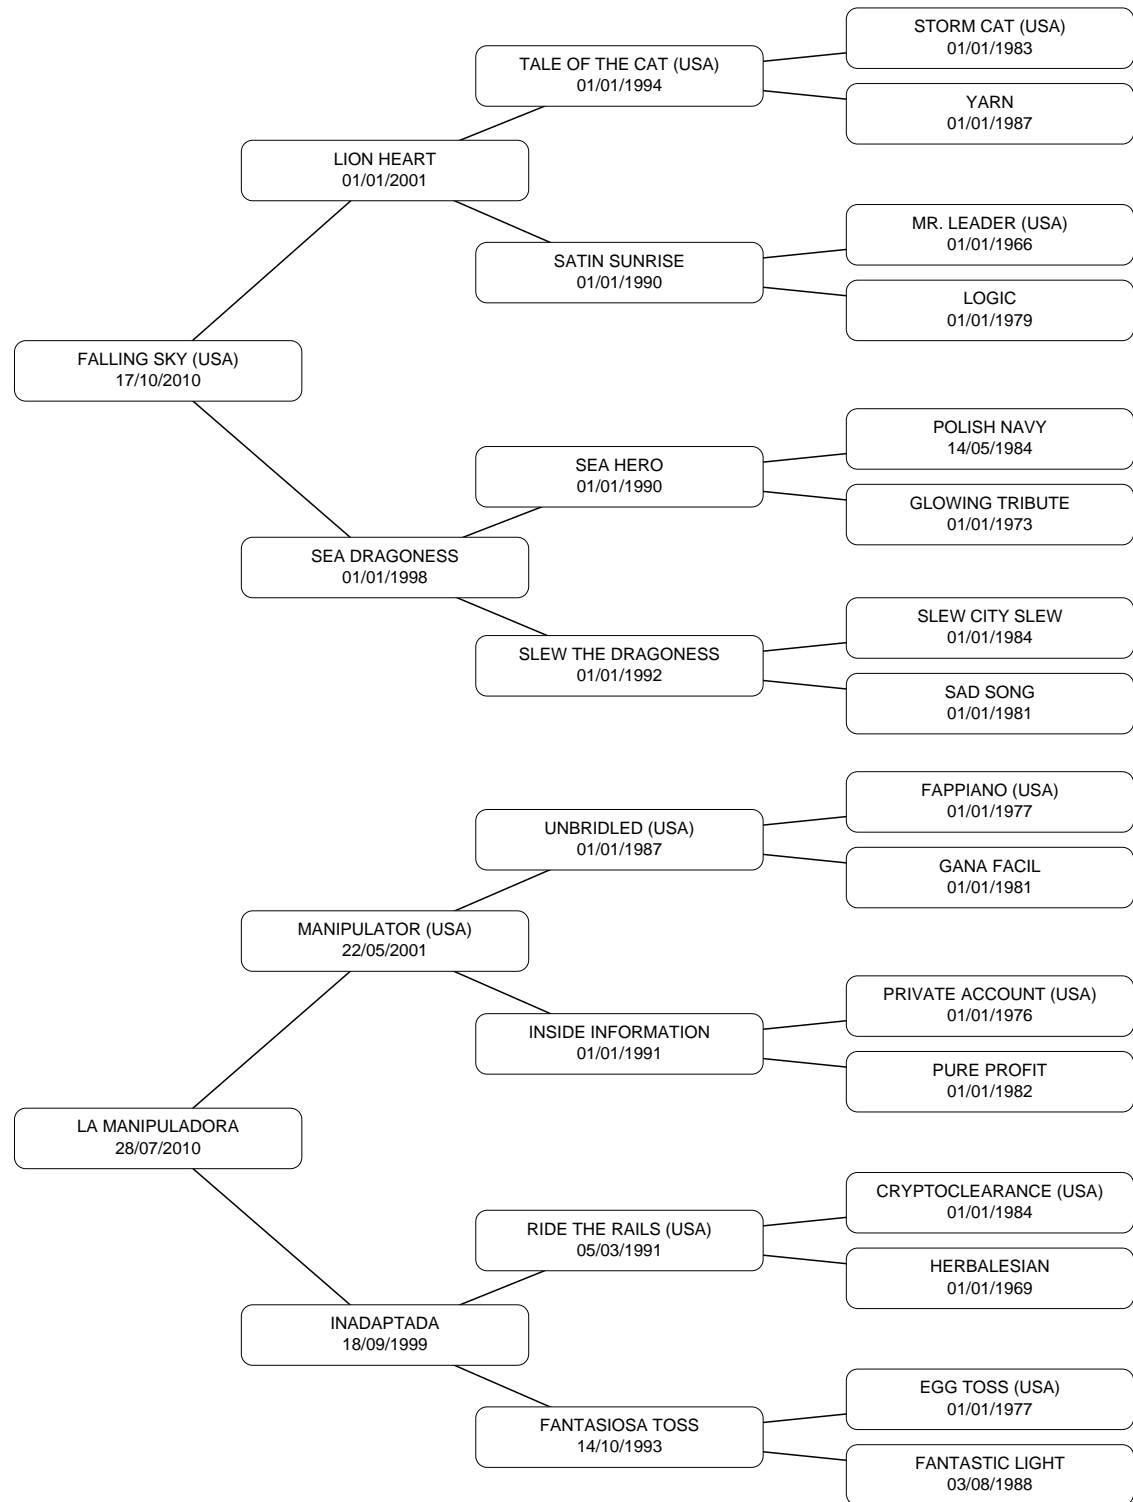 STORM CAT (USA)
01/01/1983
TALE OF THE CAT (USA)
01/01/1994
YARN
01/01/1987
LION HEART
01/01/2001
MR. LEADER (USA)
01/01/1966
SATIN SUNRISE
01/01/1990
LOGIC
01/01/1979
FALLING SKY (USA)
17/10/2010
POLISH NAVY
14/05/1984
SEA HERO
01/01/1990
GLOWING TRIBUTE
01/01/1973
SEA DRAGONESS
01/01/1998
SLEW CITY SLEW
01/01/1984
SLEW THE DRAGONESS
01/01/1992
SAD SONG
01/01/1981
FAPPIANO (USA)
01/01/1977
UNBRIDLED (USA)
01/01/1987
GANA FACIL
01/01/1981
MANIPULATOR (USA)
22/05/2001
PRIVATE ACCOUNT (USA)
01/01/1976
INSIDE INFORMATION
01/01/1991
PURE PROFIT
01/01/1982
LA MANIPULADORA
28/07/2010
CRYPTOCLEARANCE (USA)
01/01/1984
RIDE THE RAILS (USA)
05/03/1991
HERBALESIAN
01/01/1969
INADAPTADA
18/09/1999
EGG TOSS (USA)
01/01/1977
FANTASIOSA TOSS
14/10/1993
FANTASTIC LIGHT
03/08/1988